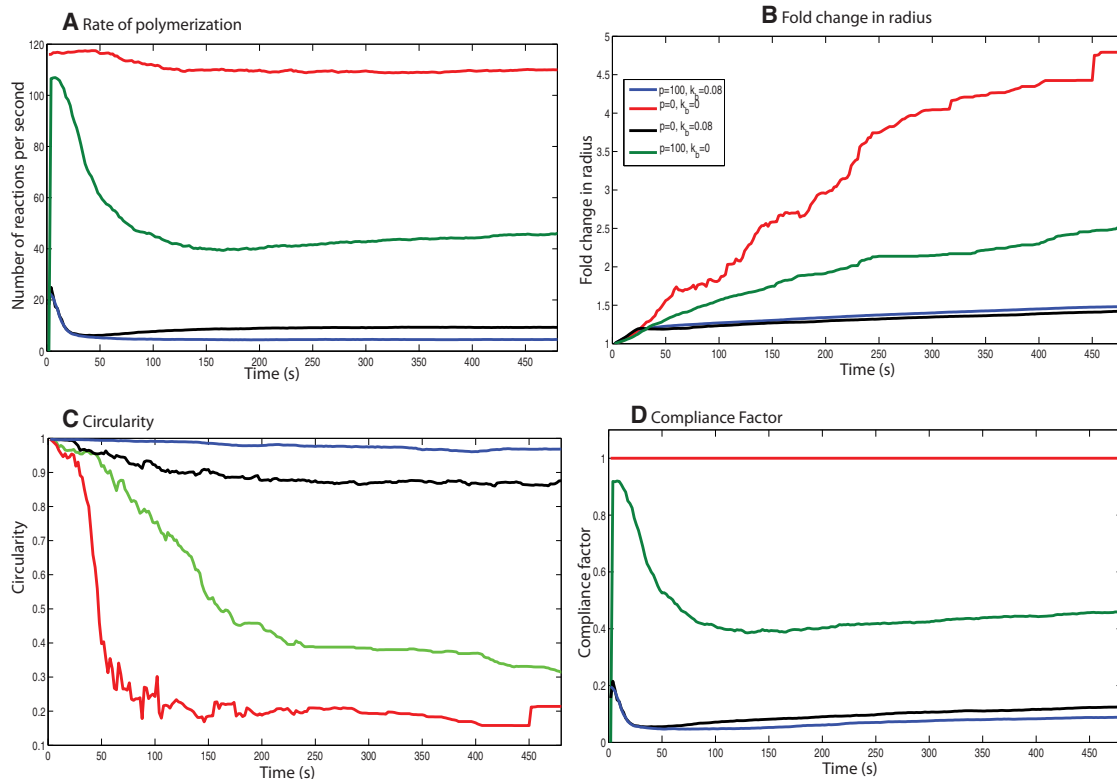 A Rate of polymerization
Number of reactions per second
120
100
80
60
40
20
0
0 50 100 150 200 250 300 350 400 450
Time (s)
B Fold change in radius
Fold change in radius
5
4.5
4
3.5
3
2.5
2
1.5
1
p=100, k_b=0.08
p=0, k_b=0
p=0, k_b=0.08
p=100, k_b=0
0 50 100 150 200 250 300 350 400 450
Time (s)
C Circularity
Circularity
1
0.9
0.8
0.7
0.6
0.5
0.4
0.3
0.2
0.1
0 50 100 150 200 250 300 350 400 450
Time (s)
D Compliance Factor
Compliance factor
1
0.8
0.6
0.4
0.2
0
0 50 100 150 200 250 300 350 400 450
Time (s)